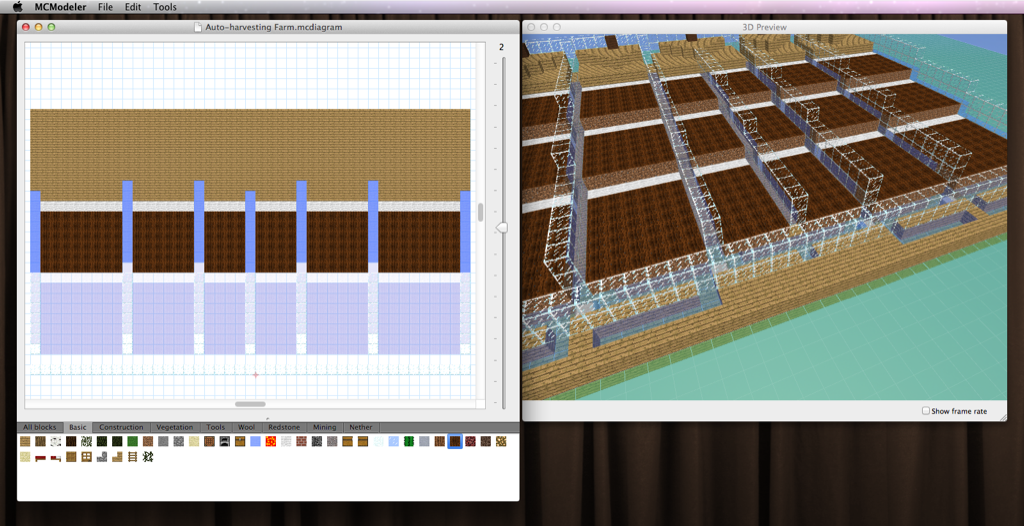 MCModeler File Edit Tools
Auto-harvesting Farm.mcdiagram
3D Preview
2
Show frame rate
All blocks Basic Construction Vegetation Tools Wool Redstone Mining Nether